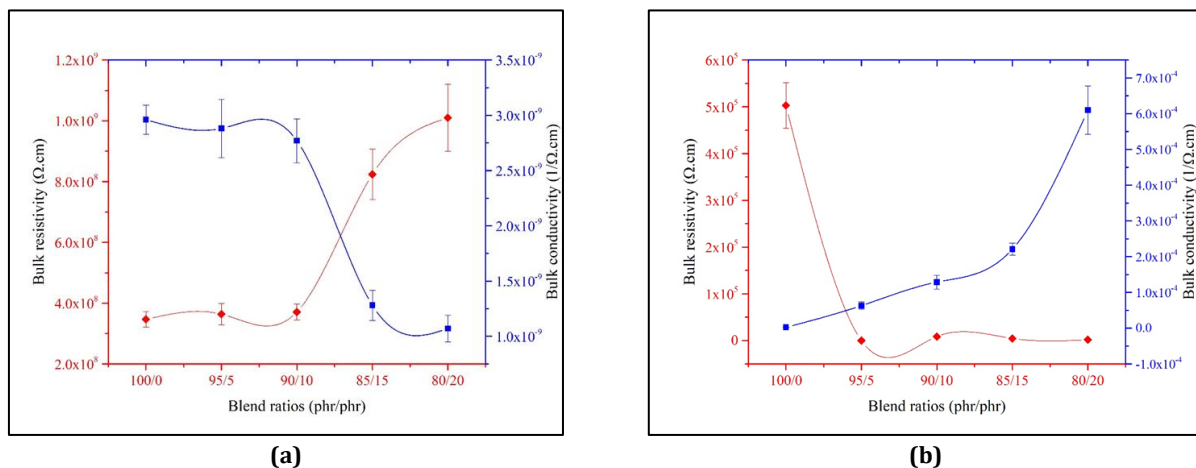 1.2x10⁹
1.0x10⁹
8.0x10⁸
6.0x10⁸
4.0x10⁸
2.0x10⁸
Bulk resistivity (Ω.cm)
3.5x10⁻⁹
3.0x10⁻⁹
2.5x10⁻⁹
2.0x10⁻⁹
1.5x10⁻⁹
1.0x10⁻⁹
Bulk conductivity (1/Ω.cm)
100/0 95/5 90/10 85/15 80/20
Blend ratios (phr/phr)
(a)
6x10⁵
5x10⁵
4x10⁵
3x10⁵
2x10⁵
1x10⁵
0
Bulk resistivity (Ω.cm)
7.0x10⁻⁴
6.0x10⁻⁴
5.0x10⁻⁴
4.0x10⁻⁴
3.0x10⁻⁴
2.0x10⁻⁴
1.0x10⁻⁴
0.0
-1.0x10⁻⁴
Bulk conductivity (1/Ω.cm)
100/0 95/5 90/10 85/15 80/20
Blend ratios (phr/phr)
(b)